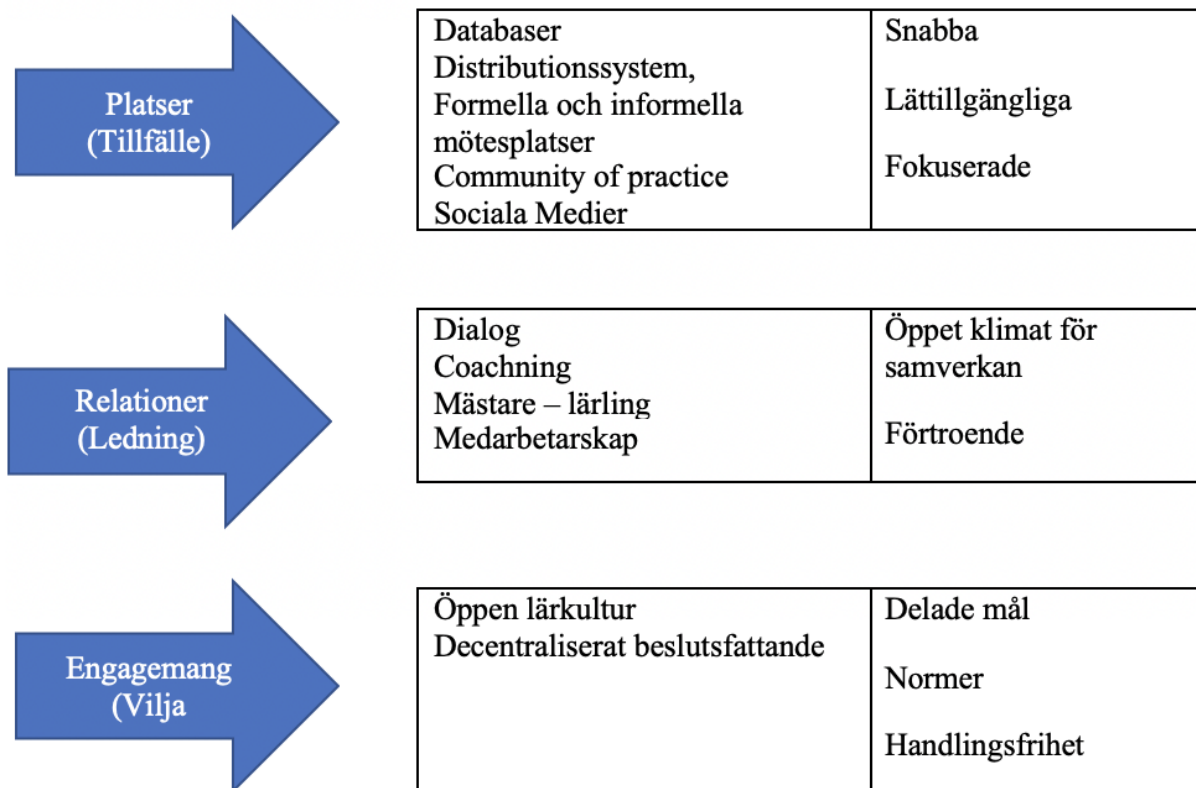 Platser
(Tillfälle)
Databaser
Distributionssystem,
Formella och informella
mötesplatser
Community of practice
Sociala Medier
Snabba
Lättillgängliga
Fokuserade
Relationer
(Ledning)
Dialog
Coachning
Mästare – lärling
Medarbetarskap
Öppet klimat för
samverkan
Förtroende
Engagemang
(Vilja
Öppen lärkultur
Decentraliserat beslutsfattande
Delade mål
Normer
Handlingsfrihet